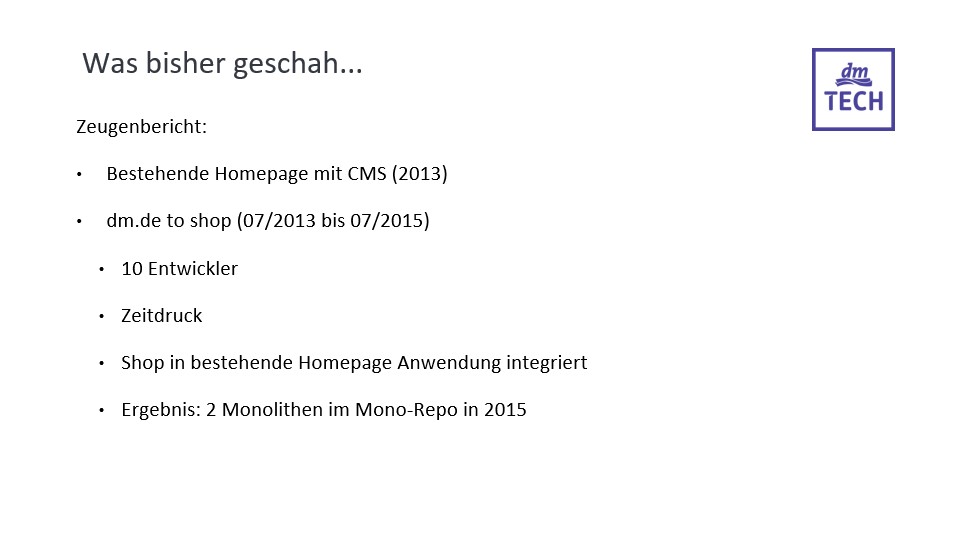 Was bisher geschah...
dm
TECH
Zeugenbericht:
• Bestehende Homepage mit CMS (2013)
• dm.de to shop (07/2013 bis 07/2015)
• 10 Entwickler
• Zeitdruck
• Shop in bestehende Homepage Anwendung integriert
• Ergebnis: 2 Monolithen im Mono-Repo in 2015